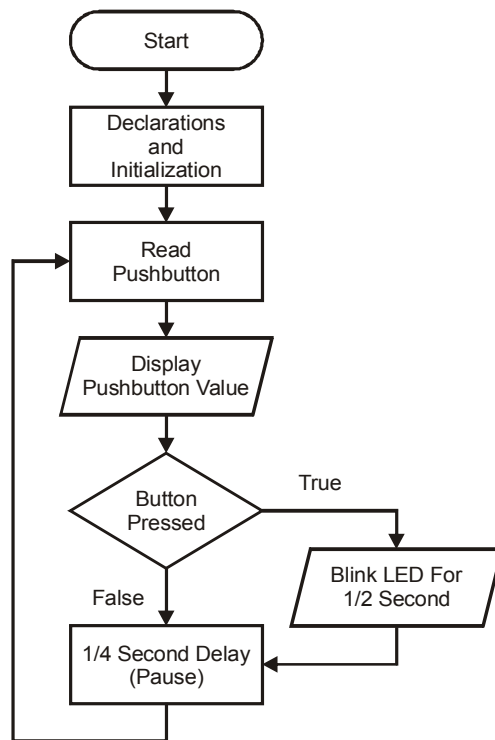 Start
Declarations
and
Initialization
Read
Pushbutton
Display
Pushbutton Value
Button
Pressed
True
Blink LED For
1/2 Second
False
1/4 Second Delay
(Pause)